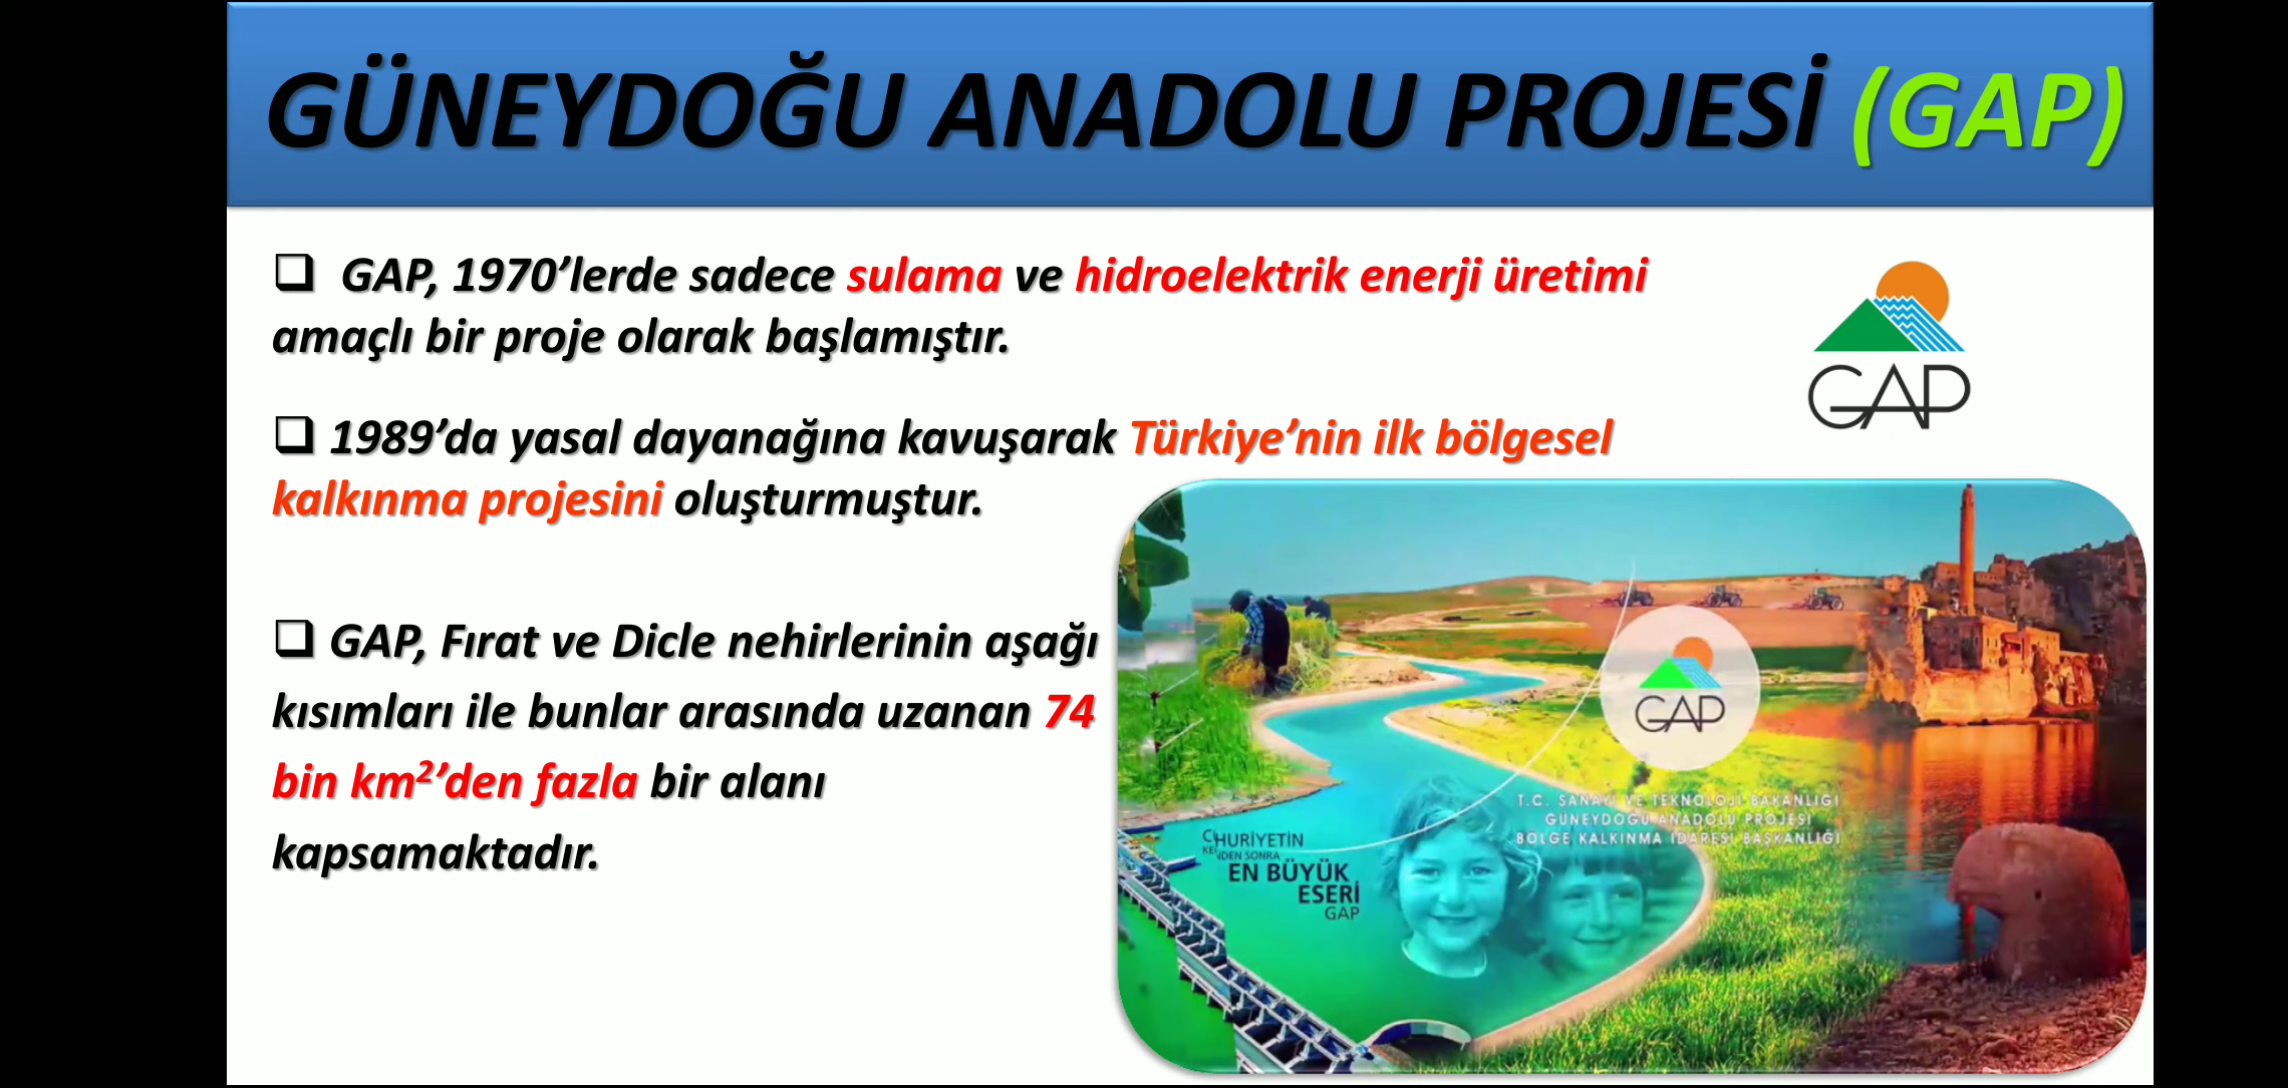 GÜNEYDOĞU ANADOLU PROJESİ (GAP)
GAP, 1970’lerde sadece sulama ve hidroelektrik enerji üretimi
amaçlı bir proje olarak başlamıştır.
GAP
1989’da yasal dayanağına kavuşarak Türkiye’nin ilk bölgesel
kalkınma projesini oluşturmuştur.
GAP, Fırat ve Dicle nehirlerinin aşağı
kısımları ile bunlar arasında uzanan 74
bin km²’den fazla bir alanı
kapsamaktadır.
GAP
T.C. SANAYİ VE TEKNOLOJİ BAKANLIĞI
GÜNEYDOĞU ANADOLU PROJESİ
BÖLGE KALKINMA İDARESİ BAŞKANLIĞI
SONRA
EN BÜYÜK
ESERİ
GAP